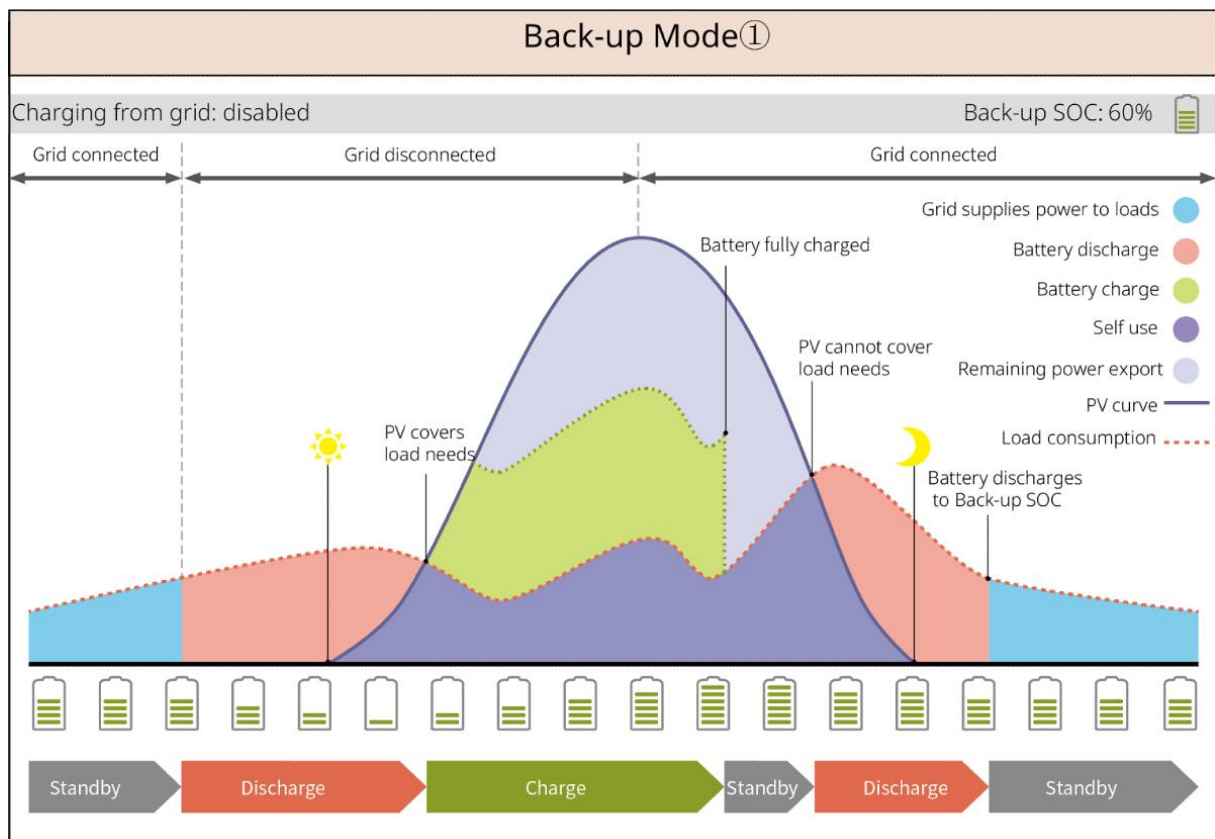 Back-up Mode①
Charging from grid: disabled
Back-up SOC: 60%
Grid connected
Grid disconnected
Grid connected
Grid supplies power to loads
Battery fully charged
Battery discharge
Battery charge
Self use
PV cannot cover
load needs
Remaining power export
PV curve
PV covers
load needs
Load consumption
Battery discharges
to Back-up SOC
Standby
Discharge
Charge
Standby
Discharge
Standby